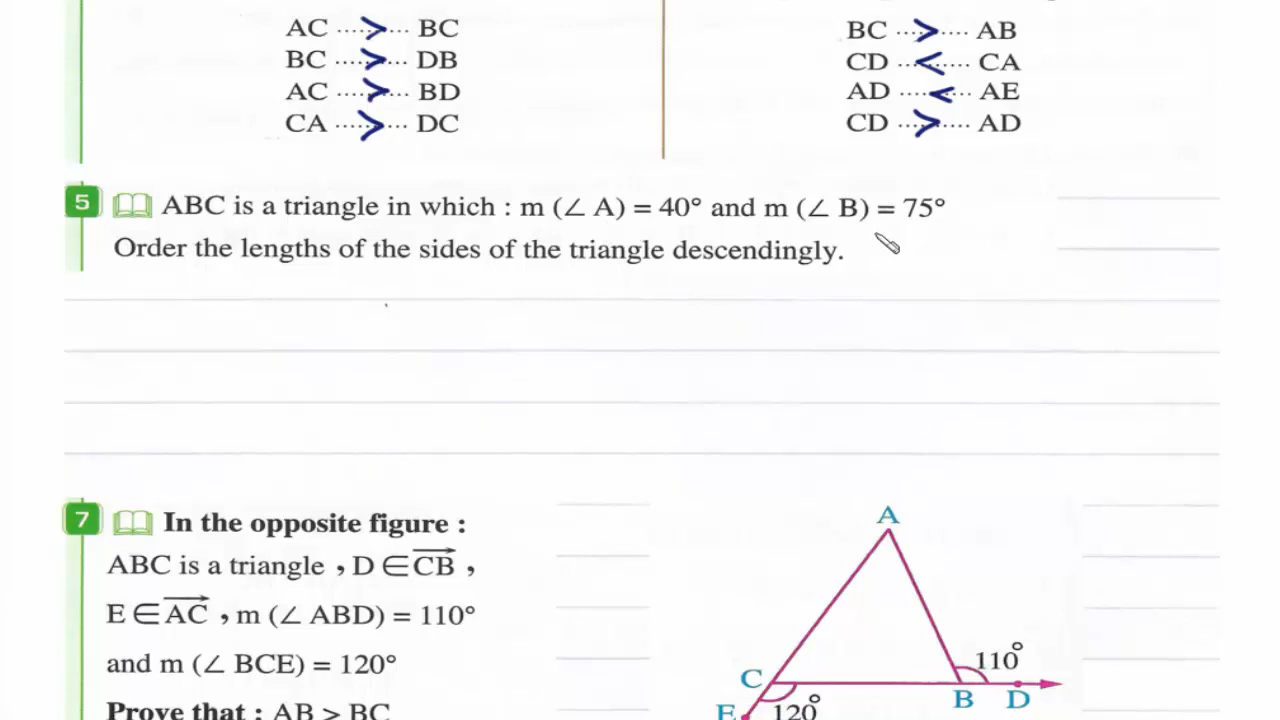 AC ......>...... BC
BC ......>...... DB
AC ......>...... BD
CA ......>...... DC
BC ......>...... AB
CD ......<...... CA
AD ......<...... AE
CD ......>...... AD
5 ABC is a triangle in which : m (∠ A) = 40° and m (∠ B) = 75°
Order the lengths of the sides of the triangle descendingly.
7 In the opposite figure :
ABC is a triangle , D ∈ CB→ ,
E ∈ AC→ , m (∠ ABD) = 110°
and m (∠ BCE) = 120°
Prove that : AB > BC
A
110°
C
B D
E 120°